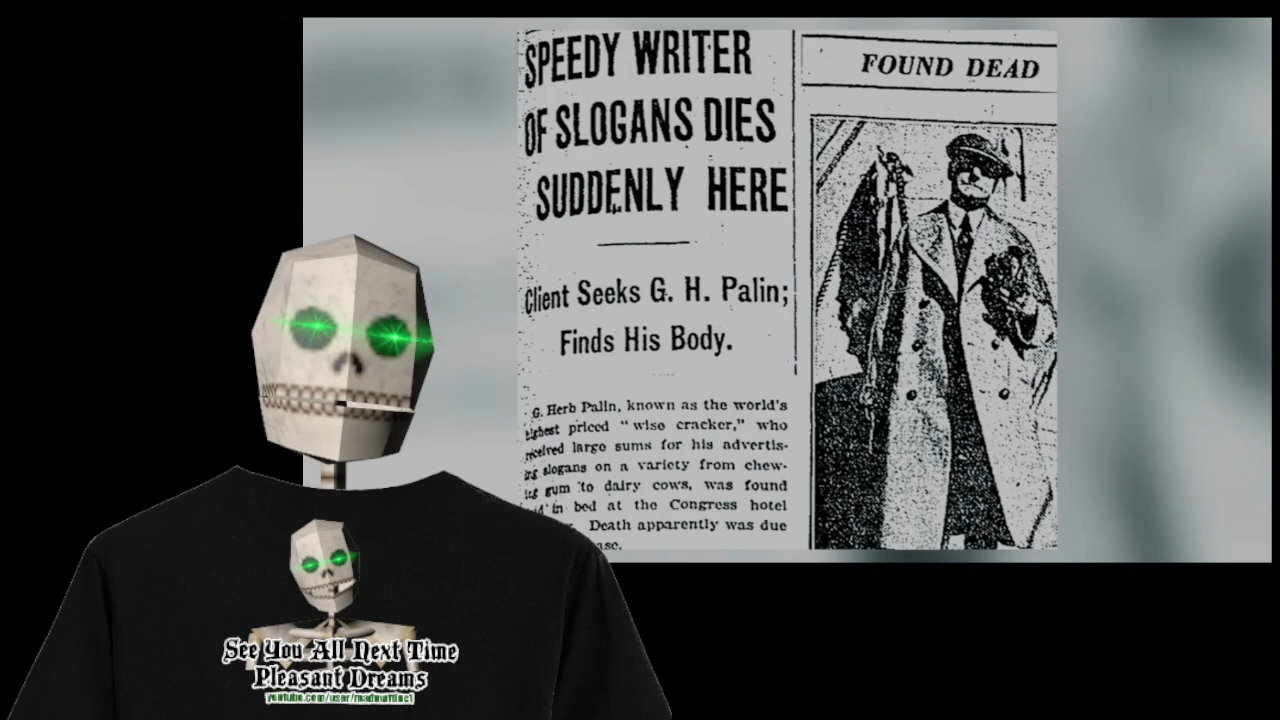 SPEEDY WRITER
OF SLOGANS DIES
SUDDENLY HERE
Client Seeks G. H. Palin;
Finds His Body.
G. Herb Palin, known as the world's
highest priced "wise cracker," who
received large sums for his advertis-
ing slogans on a variety from chew-
ing gum to dairy cows, was found
in bed at the Congress hotel
Death apparently was due
FOUND DEAD
See You All Next Time
Pleasant Dreams